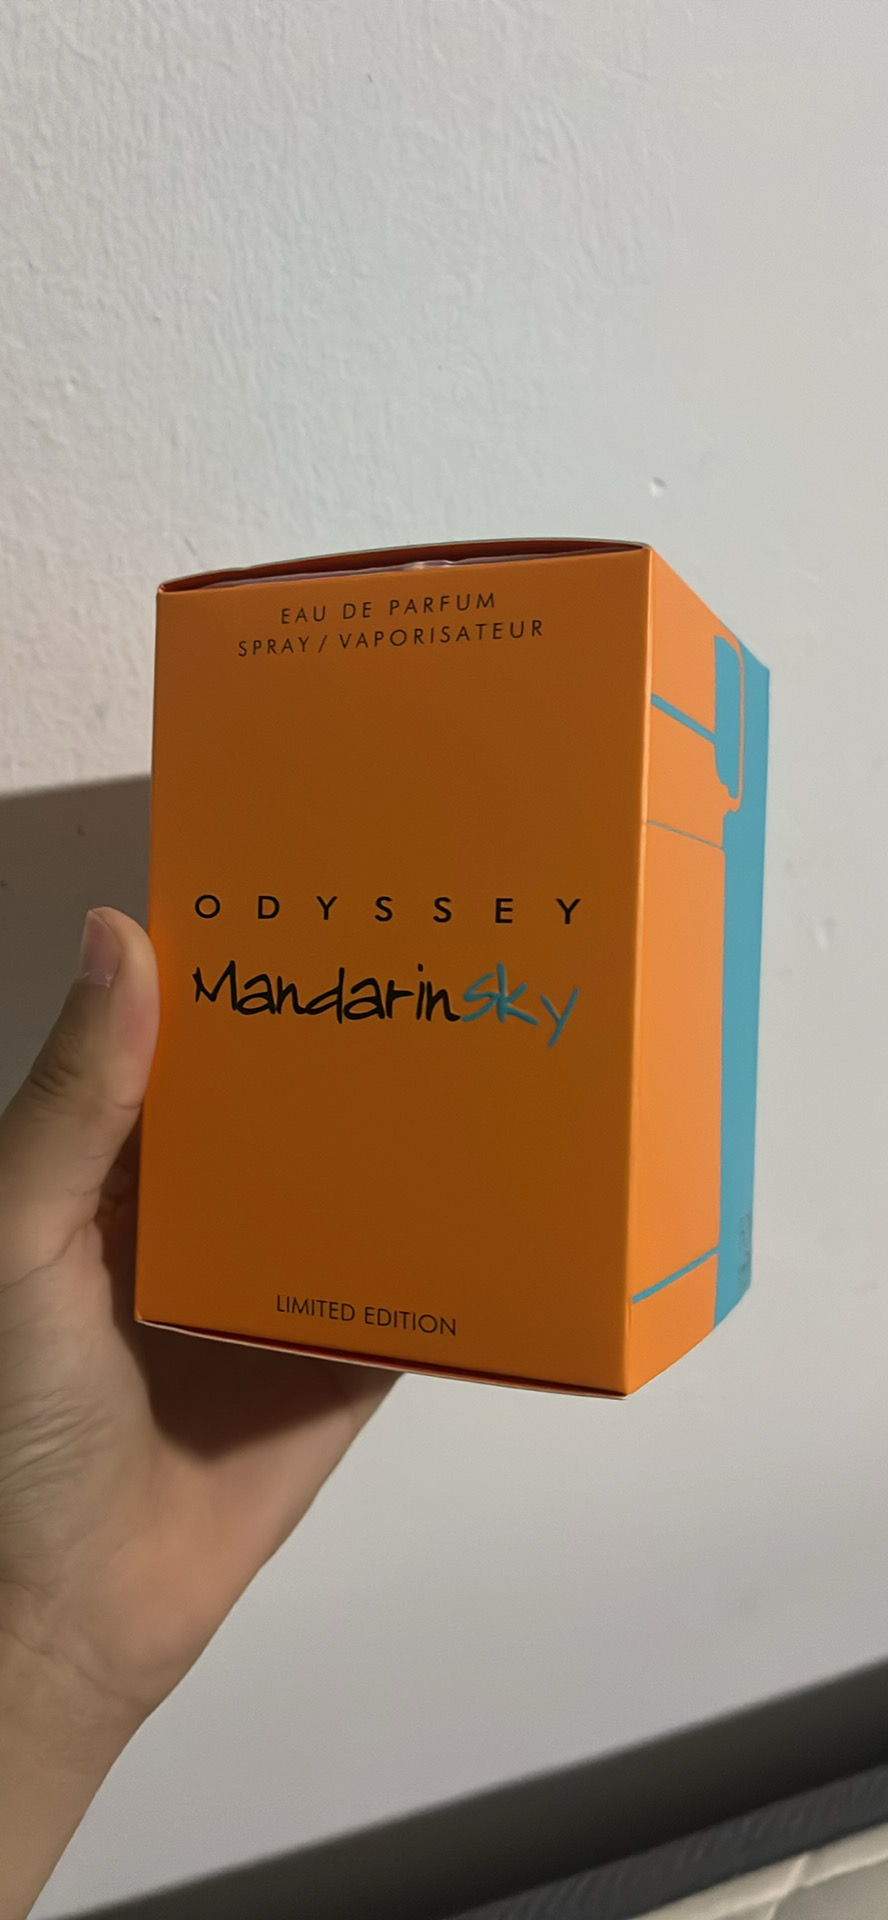 EAU DE PARFUM
SPRAY / VAPORISATEUR
ODYSSEY
Mandarinsky
LIMITED EDITION